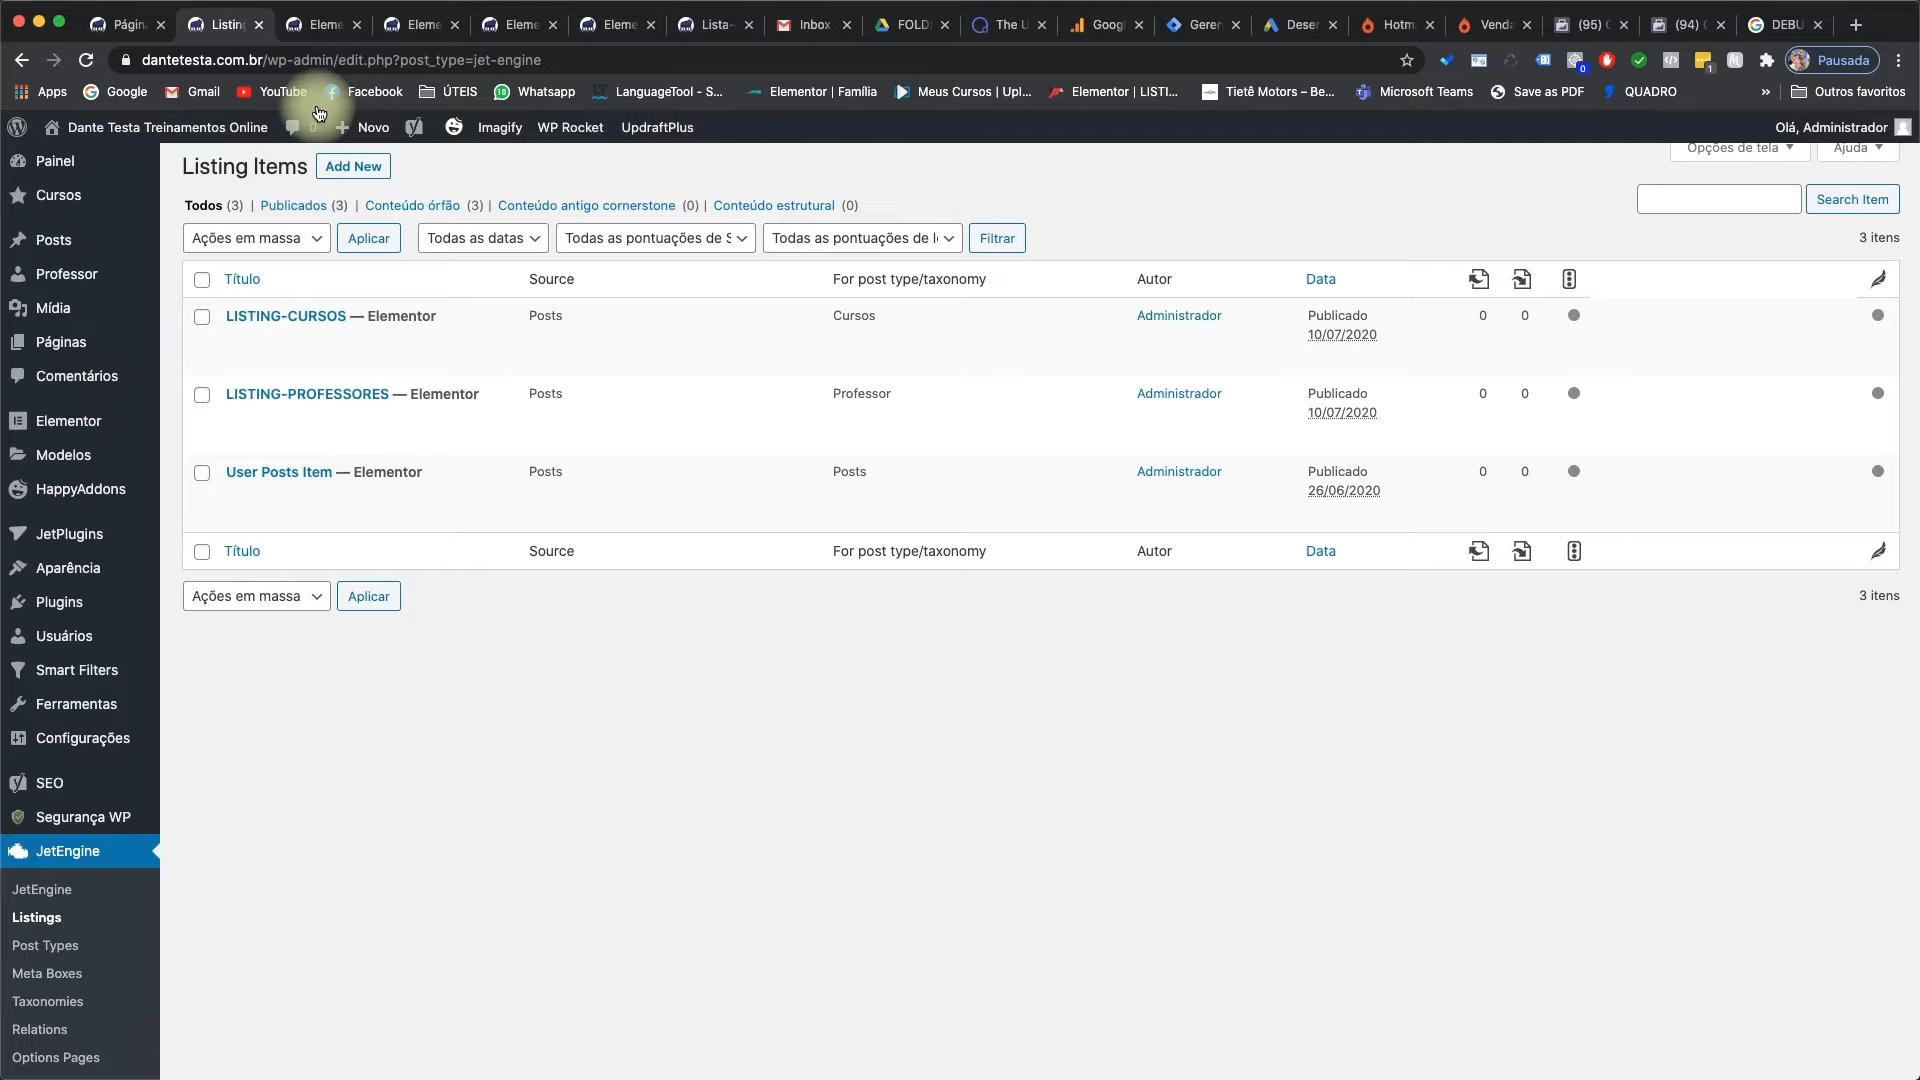 Págin
Listing
Eleme
Eleme
Eleme
Eleme
Lista-
Inbox
FOLD
The U
Googl
Geren
Deser
Hotm
Venda
(95)
(94)
DEBU
dantetesta.com.br/wp-admin/edit.php?post_type=jet-engine
0
1
Pausada
Apps
Google
Gmail
YouTube
Facebook
ÚTEIS
Whatsapp
LanguageTool - S...
Elementor | Família
Meus Cursos | Upl...
Elementor | LISTI...
Tietê Motors – Be...
Microsoft Teams
Save as PDF
QUADRO
»
Outros favoritos
Dante Testa Treinamentos Online
0
Novo
Imagify
WP Rocket
UpdraftPlus
Olá, Administrador
Painel
Cursos
Posts
Professor
Mídia
Páginas
Comentários
Elementor
Modelos
HappyAddons
JetPlugins
Aparência
Plugins
Usuários
Smart Filters
Ferramentas
Configurações
SEO
Segurança WP
JetEngine
JetEngine
Listings
Post Types
Meta Boxes
Taxonomies
Relations
Options Pages
Opções de tela
Ajuda
Listing Items
Add New
Todos (3) | Publicados (3) | Conteúdo órfão (3) | Conteúdo antigo cornerstone (0) | Conteúdo estrutural (0)
Search Item
Ações em massa
Aplicar
Todas as datas
Todas as pontuações de S
Todas as pontuações de l
Filtrar
3 itens
Título
Source
For post type/taxonomy
Autor
Data
LISTING-CURSOS — Elementor
Posts
Cursos
Administrador
Publicado
10/07/2020
0
0
LISTING-PROFESSORES — Elementor
Posts
Professor
Administrador
Publicado
10/07/2020
0
0
User Posts Item — Elementor
Posts
Posts
Administrador
Publicado
26/06/2020
0
0
Título
Source
For post type/taxonomy
Autor
Data
Ações em massa
Aplicar
3 itens